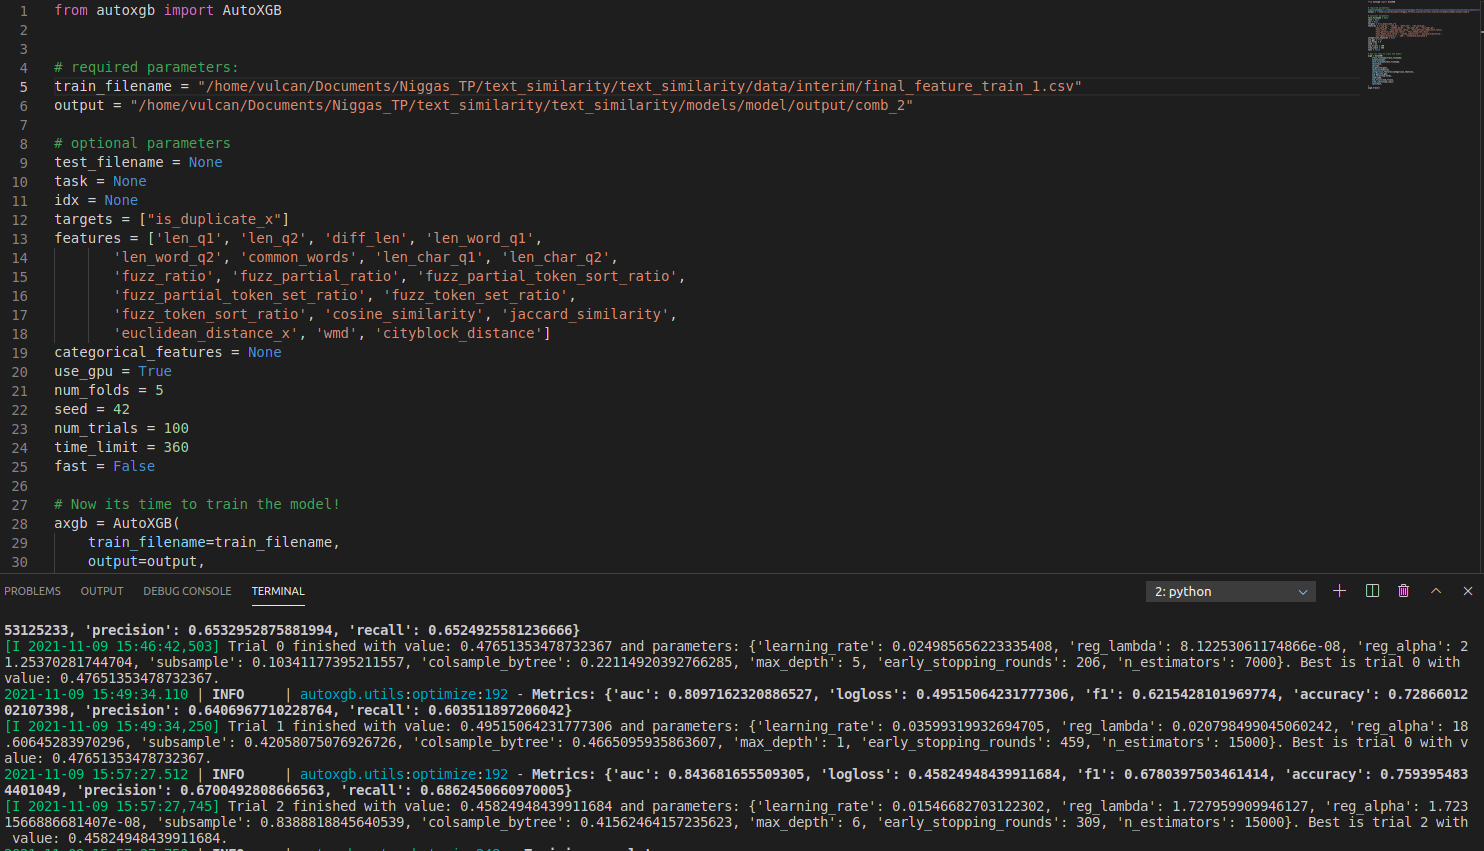 1 from autoxgb import AutoXGB
2
3
4 # required parameters:
5 train_filename = "/home/vulcan/Documents/Niggas_TP/text_similarity/text_similarity/data/interim/final_feature_train_1.csv"
6 output = "/home/vulcan/Documents/Niggas_TP/text_similarity/text_similarity/models/model/output/comb_2"
7
8 # optional parameters
9 test_filename = None
10 task = None
11 idx = None
12 targets = ["is_duplicate_x"]
13 features = ['len_q1', 'len_q2', 'diff_len', 'len_word_q1',
14 'len_word_q2', 'common_words', 'len_char_q1', 'len_char_q2',
15 'fuzz_ratio', 'fuzz_partial_ratio', 'fuzz_partial_token_sort_ratio',
16 'fuzz_partial_token_set_ratio', 'fuzz_token_set_ratio',
17 'fuzz_token_sort_ratio', 'cosine_similarity', 'jaccard_similarity',
18 'euclidean_distance_x', 'wmd', 'cityblock_distance']
19 categorical_features = None
20 use_gpu = True
21 num_folds = 5
22 seed = 42
23 num_trials = 100
24 time_limit = 360
25 fast = False
26
27 # Now its time to train the model!
28 axgb = AutoXGB(
29 train_filename=train_filename,
30 output=output,
PROBLEMS OUTPUT DEBUG CONSOLE TERMINAL 2: python
53125233, 'precision': 0.6532952875881994, 'recall': 0.6524925581236666}
[I 2021-11-09 15:46:42,503] Trial 0 finished with value: 0.47651353478732367 and parameters: {'learning_rate': 0.024985656223335408, 'reg_lambda': 8.12253061174866e-08, 'reg_alpha': 2
1.25370281744704, 'subsample': 0.10341177395211557, 'colsample_bytree': 0.22114920392766285, 'max_depth': 5, 'early_stopping_rounds': 206, 'n_estimators': 7000}. Best is trial 0 with
value: 0.47651353478732367.
2021-11-09 15:49:34.110 | INFO | autoxgb.utils:optimize:192 - Metrics: {'auc': 0.8097162320886527, 'logloss': 0.49515064231777306, 'f1': 0.6215428101969774, 'accuracy': 0.72866012
02107398, 'precision': 0.6406967710228764, 'recall': 0.603511897206042}
[I 2021-11-09 15:49:34,250] Trial 1 finished with value: 0.49515064231777306 and parameters: {'learning_rate': 0.03599319932694705, 'reg_lambda': 0.020798499045060242, 'reg_alpha': 18
.60645283970296, 'subsample': 0.42058075076926726, 'colsample_bytree': 0.4665095935863607, 'max_depth': 1, 'early_stopping_rounds': 459, 'n_estimators': 15000}. Best is trial 0 with v
alue: 0.47651353478732367.
2021-11-09 15:57:27.512 | INFO | autoxgb.utils:optimize:192 - Metrics: {'auc': 0.843681655509305, 'logloss': 0.45824948439911684, 'f1': 0.6780397503461414, 'accuracy': 0.759395483
4401049, 'precision': 0.6700492808666563, 'recall': 0.6862450660970005}
[I 2021-11-09 15:57:27,745] Trial 2 finished with value: 0.45824948439911684 and parameters: {'learning_rate': 0.01546682703122302, 'reg_lambda': 1.727959909946127, 'reg_alpha': 1.723
1566886681407e-08, 'subsample': 0.8388818845640539, 'colsample_bytree': 0.41562464157235623, 'max_depth': 6, 'early_stopping_rounds': 309, 'n_estimators': 15000}. Best is trial 2 with
value: 0.45824948439911684.